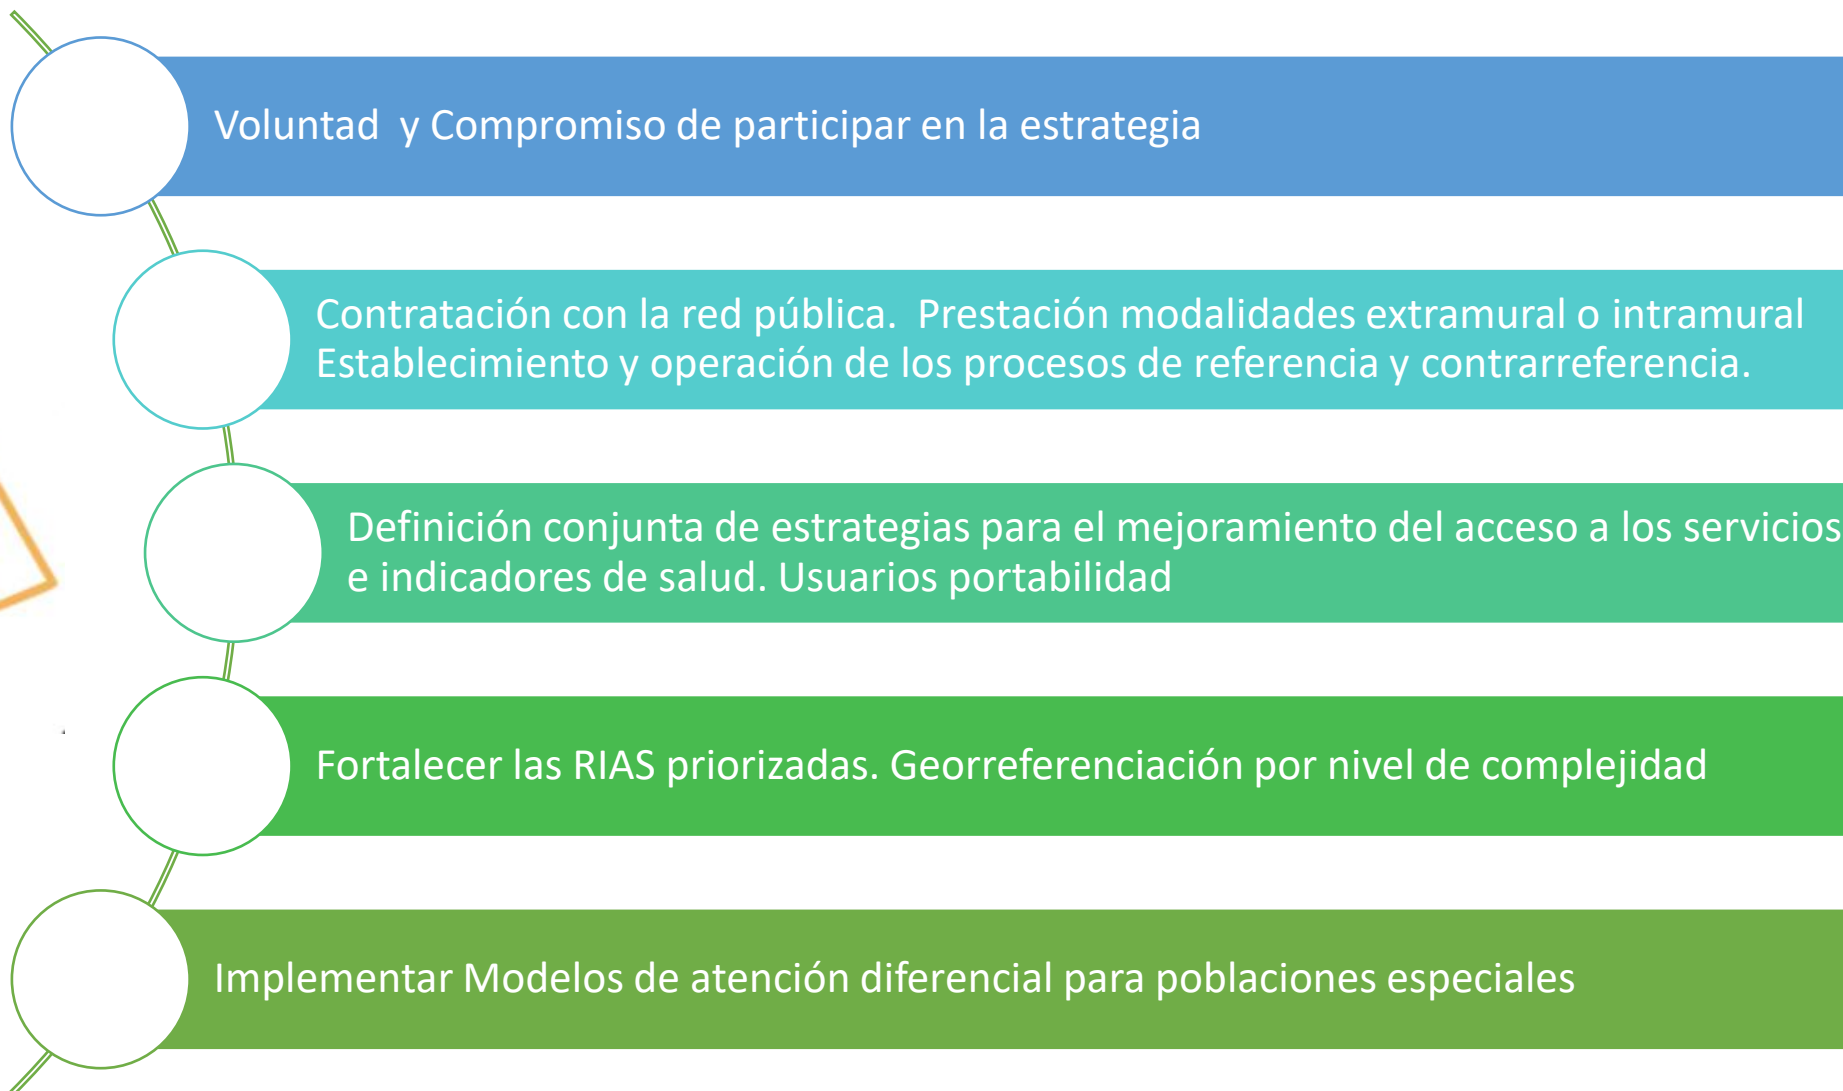 Voluntad  y Compromiso de participar en la estrategia
Contratación con la red pública.  Prestación modalidades extramural o intramural
Establecimiento y operación de los procesos de referencia y contrarreferencia.
Definición conjunta de estrategias para el mejoramiento del acceso a los servicios
e indicadores de salud. Usuarios portabilidad
Fortalecer las RIAS priorizadas. Georreferenciación por nivel de complejidad
Implementar Modelos de atención diferencial para poblaciones especiales